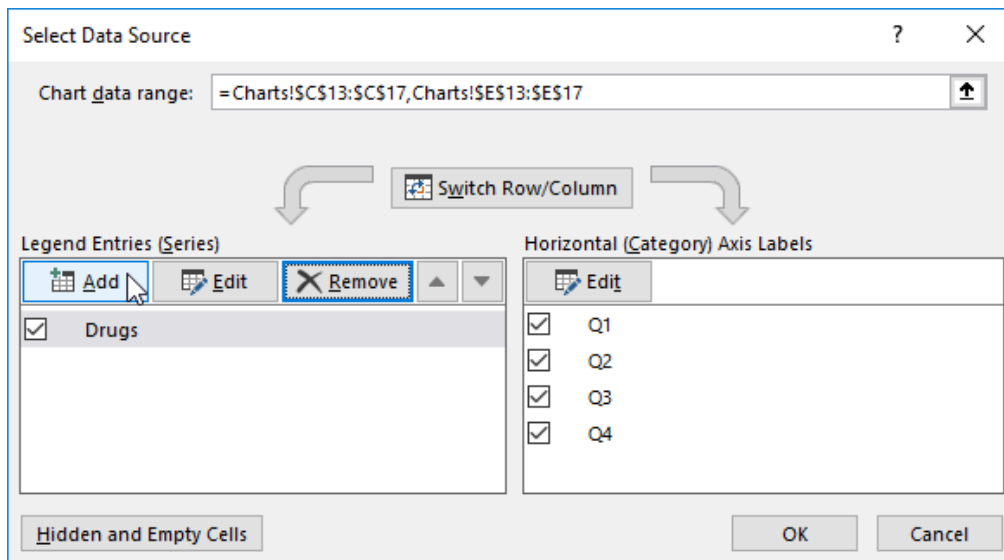 Select Data Source
?
Chart data range: =Charts!$C$13:$C$17,Charts!$E$13:$E$17
Switch Row/Column
Legend Entries (Series)
Horizontal (Category) Axis Labels
Add Edit Remove
Edit
Drugs
Q1
Q2
Q3
Q4
Hidden and Empty Cells
OK
Cancel